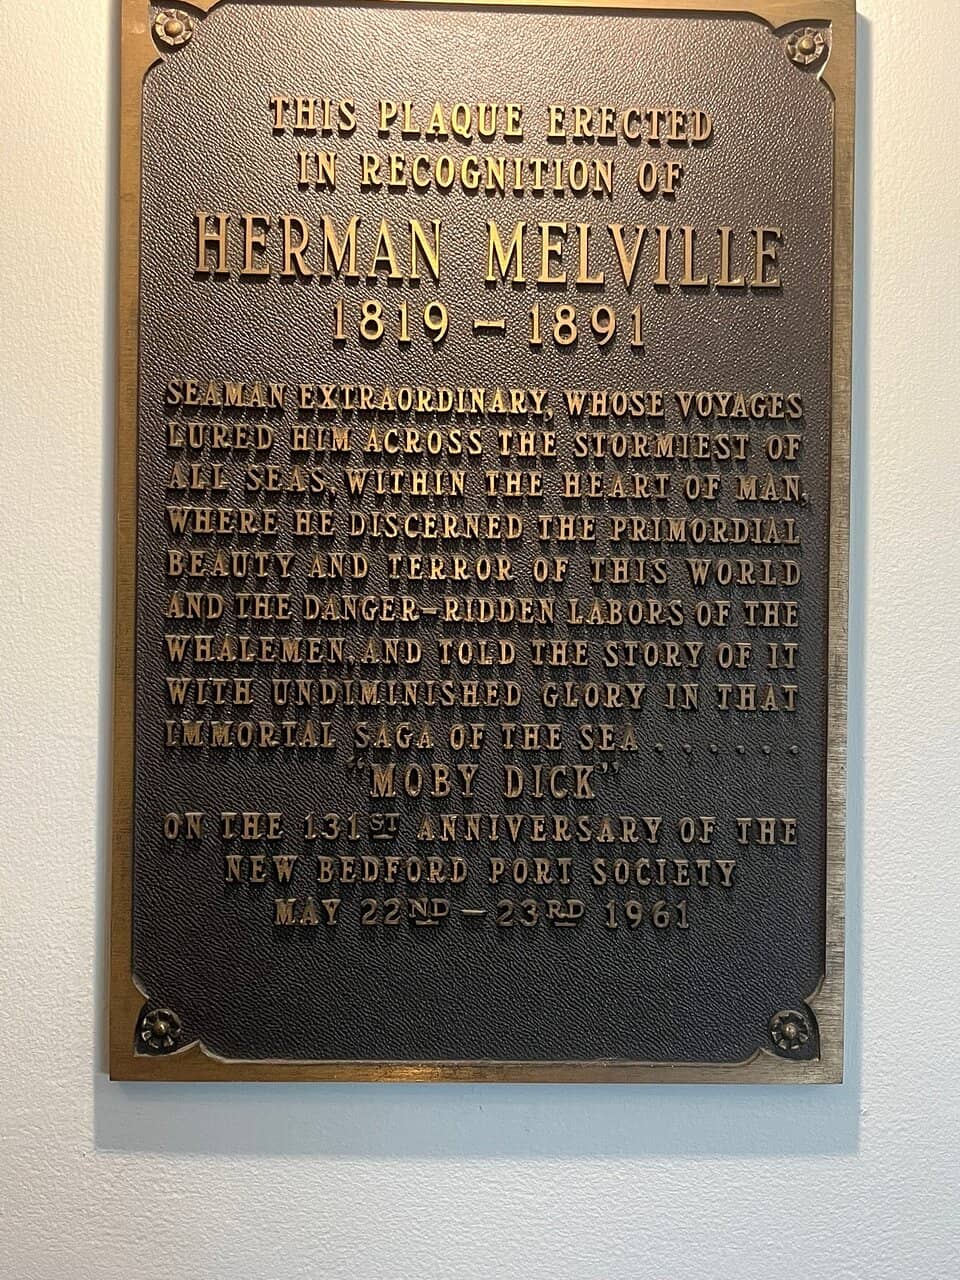 THIS PLAQUE ERECTED
IN RECOGNITION OF
HERMAN MELVILLE
1819 – 1891
SEAMAN EXTRAORDINARY, WHOSE VOYAGES
LURED HIM ACROSS THE STORMIEST OF
ALL SEAS, WITHIN THE HEART OF MAN,
WHERE HE DISCERNED THE PRIMORDIAL
BEAUTY AND TERROR OF THIS WORLD
AND THE DANGER-RIDDEN LABORS OF THE
WHALEMEN, AND TOLD THE STORY OF IT
WITH UNDIMINISHED GLORY IN THAT
IMMORTAL SAGA OF THE SEA . . . . . . .
"MOBY DICK"
ON THE 131ST ANNIVERSARY OF THE
NEW BEDFORD PORT SOCIETY
MAY 22ND – 23RD 1961